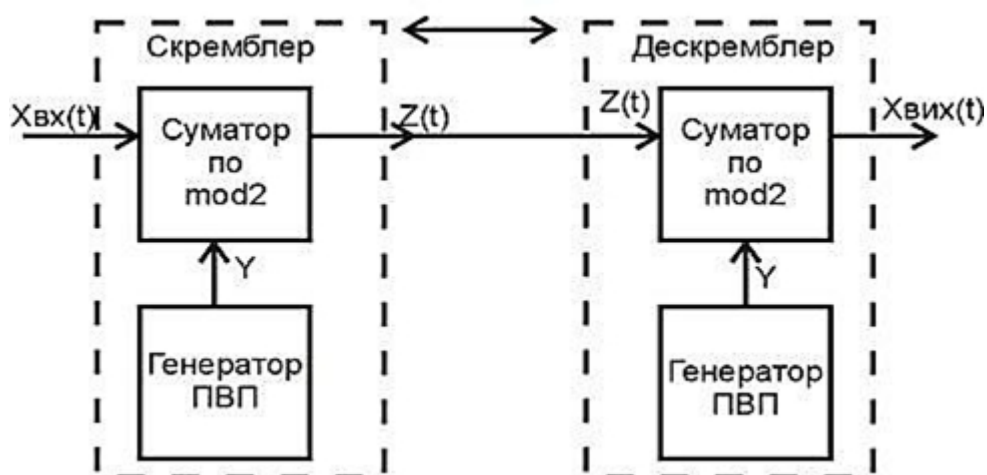 Скремблер
Дескремблер
Xвх(t)
Суматор
по
mod2
Z(t)
Z(t)
Суматор
по
mod2
Xвих(t)
Y
Y
Генератор
ПВП
Генератор
ПВП